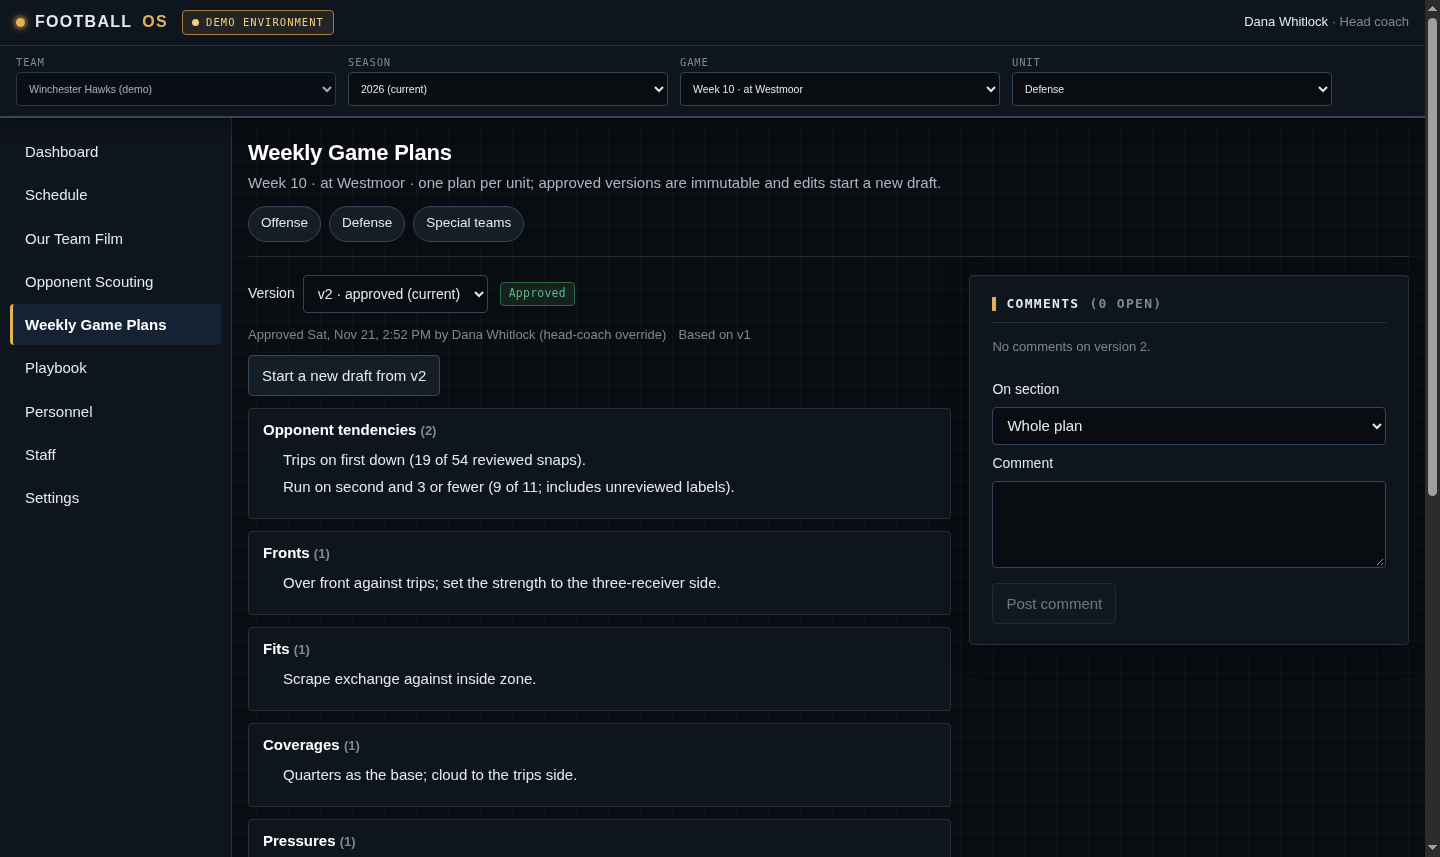 FOOTBALL OS
DEMO ENVIRONMENT
Dana Whitlock · Head coach
TEAM
Winchester Hawks (demo)
SEASON
2026 (current)
GAME
Week 10 · at Westmoor
UNIT
Defense
Dashboard
Schedule
Our Team Film
Opponent Scouting
Weekly Game Plans
Playbook
Personnel
Staff
Settings
Weekly Game Plans
Week 10 · at Westmoor · one plan per unit; approved versions are immutable and edits start a new draft.
Offense
Defense
Special teams
Version
v2 · approved (current)
Approved
Approved Sat, Nov 21, 2:52 PM by Dana Whitlock (head-coach override) Based on v1
Start a new draft from v2
Opponent tendencies (2)
Trips on first down (19 of 54 reviewed snaps).
Run on second and 3 or fewer (9 of 11; includes unreviewed labels).
Fronts (1)
Over front against trips; set the strength to the three-receiver side.
Fits (1)
Scrape exchange against inside zone.
Coverages (1)
Quarters as the base; cloud to the trips side.
Pressures (1)
COMMENTS (0 OPEN)
No comments on version 2.
On section
Whole plan
Comment
Post comment